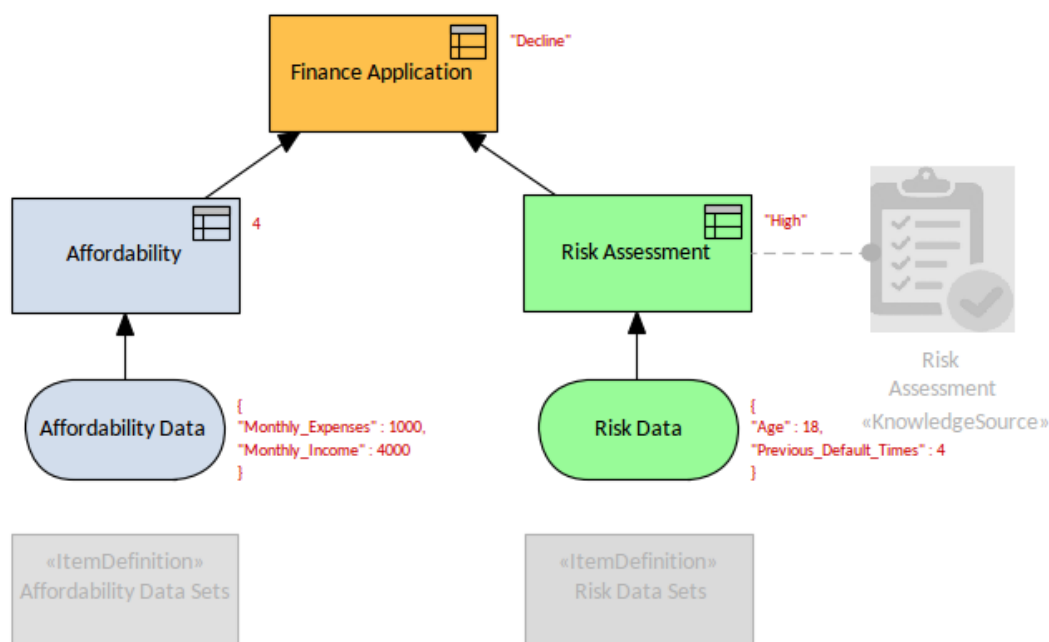 Finance Application
"Decline"
Affordability
4
Risk Assessment
"High"
Risk
Assessment
«KnowledgeSource»
Affordability Data
{
"Monthly_Expenses" : 1000,
"Monthly_Income" : 4000
}
Risk Data
{
"Age" : 18,
"Previous_Default_Times" : 4
}
«ItemDefinition»
Affordability Data Sets
«ItemDefinition»
Risk Data Sets